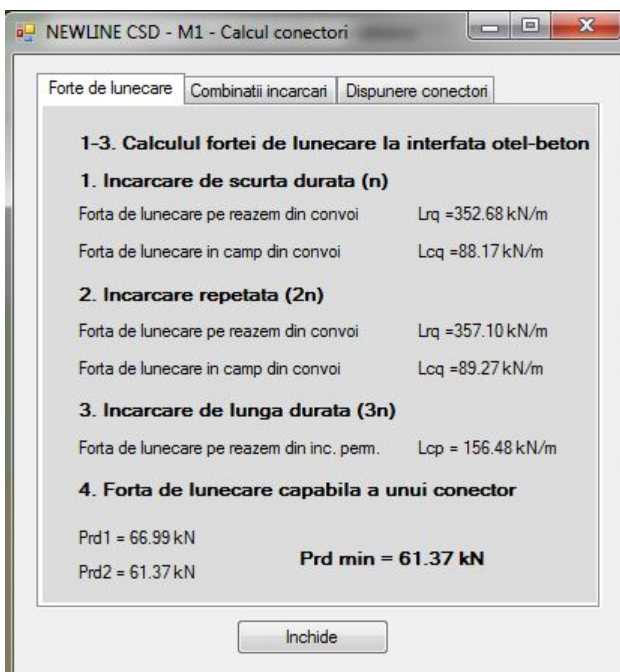 NEWLINE CSD - M1 - Calcul conectori
Forte de lunecare
Combinatii incarcari
Dispunere conectori
1-3. Calculul fortei de lunecare la interfata otel-beton
1. Incarcare de scurta durata (n)
Forta de lunecare pe reazem din convoi Lrq =352.68 kN/m
Forta de lunecare in camp din convoi Lcq =88.17 kN/m
2. Incarcare repetata (2n)
Forta de lunecare pe reazem din convoi Lrq =357.10 kN/m
Forta de lunecare in camp din convoi Lcq =89.27 kN/m
3. Incarcare de lunga durata (3n)
Forta de lunecare pe reazem din inc. perm. Lcp = 156.48 kN/m
4. Forta de lunecare capabila a unui conector
Prd1 = 66.99 kN
Prd2 = 61.37 kN
Prd min = 61.37 kN
Inchide